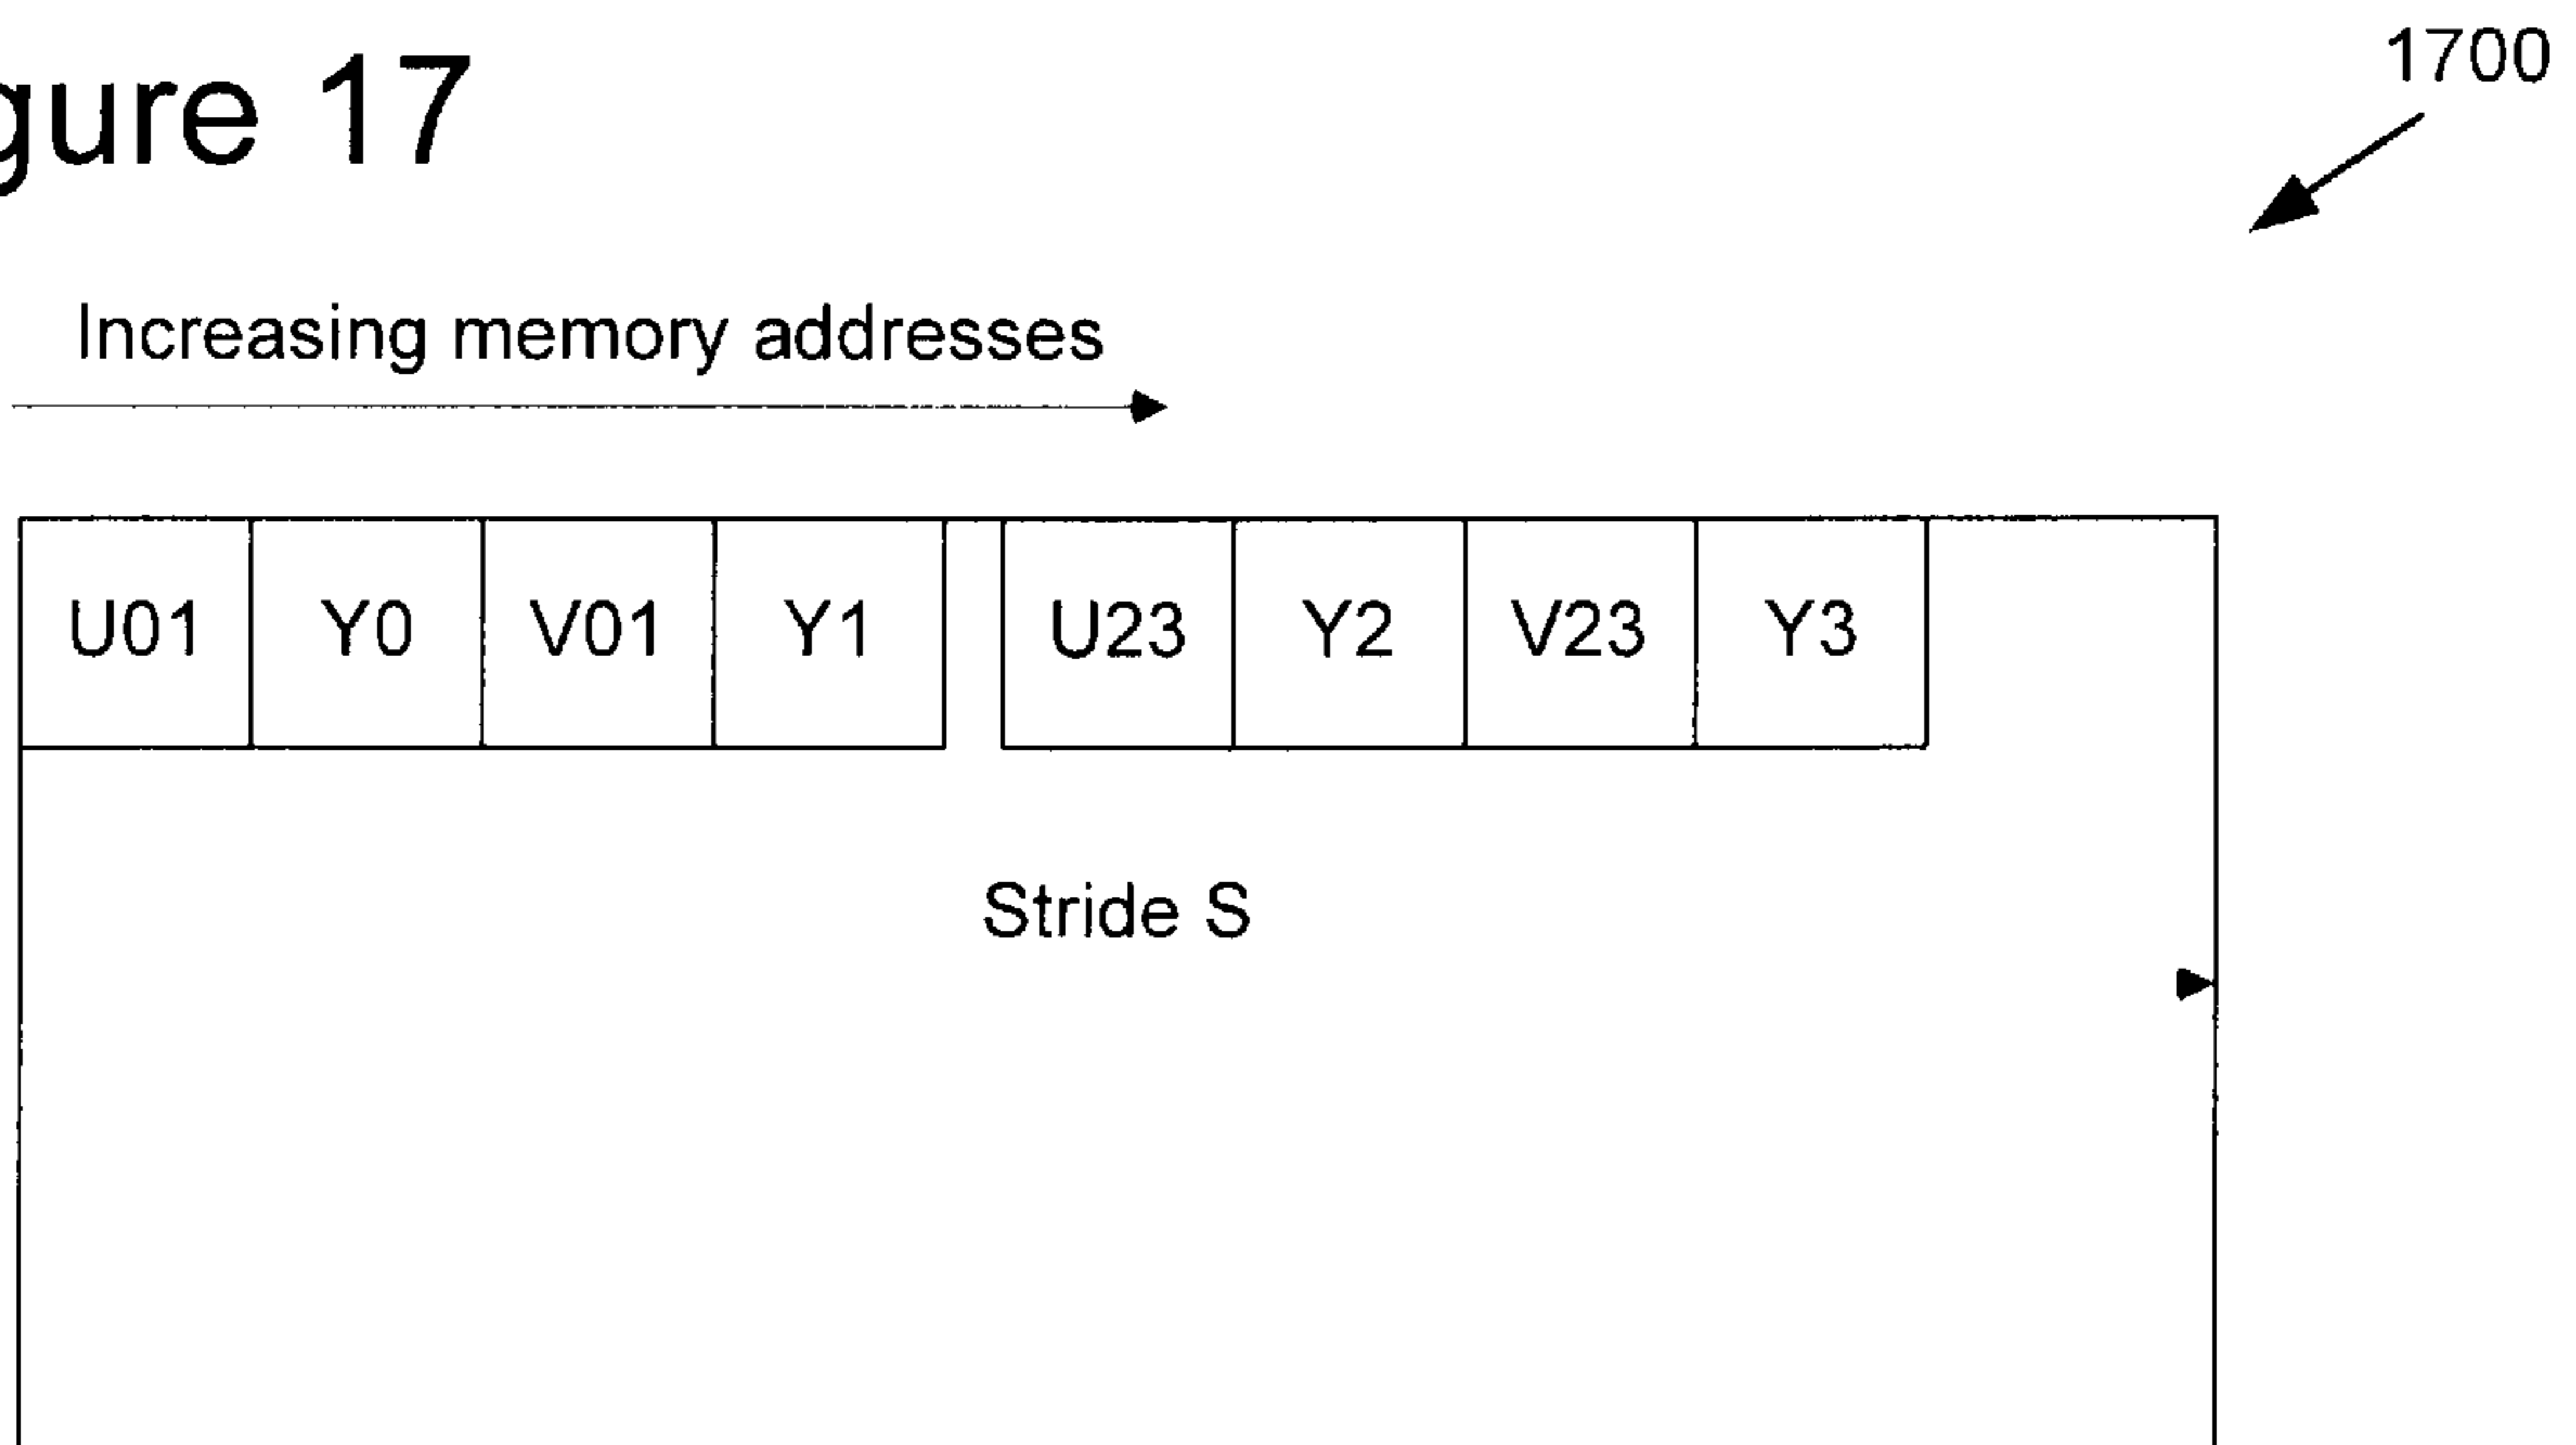 gure 17
1700
Increasing memory addresses
U01 Y0 V01 Y1 U23 Y2 V23 Y3
Stride S